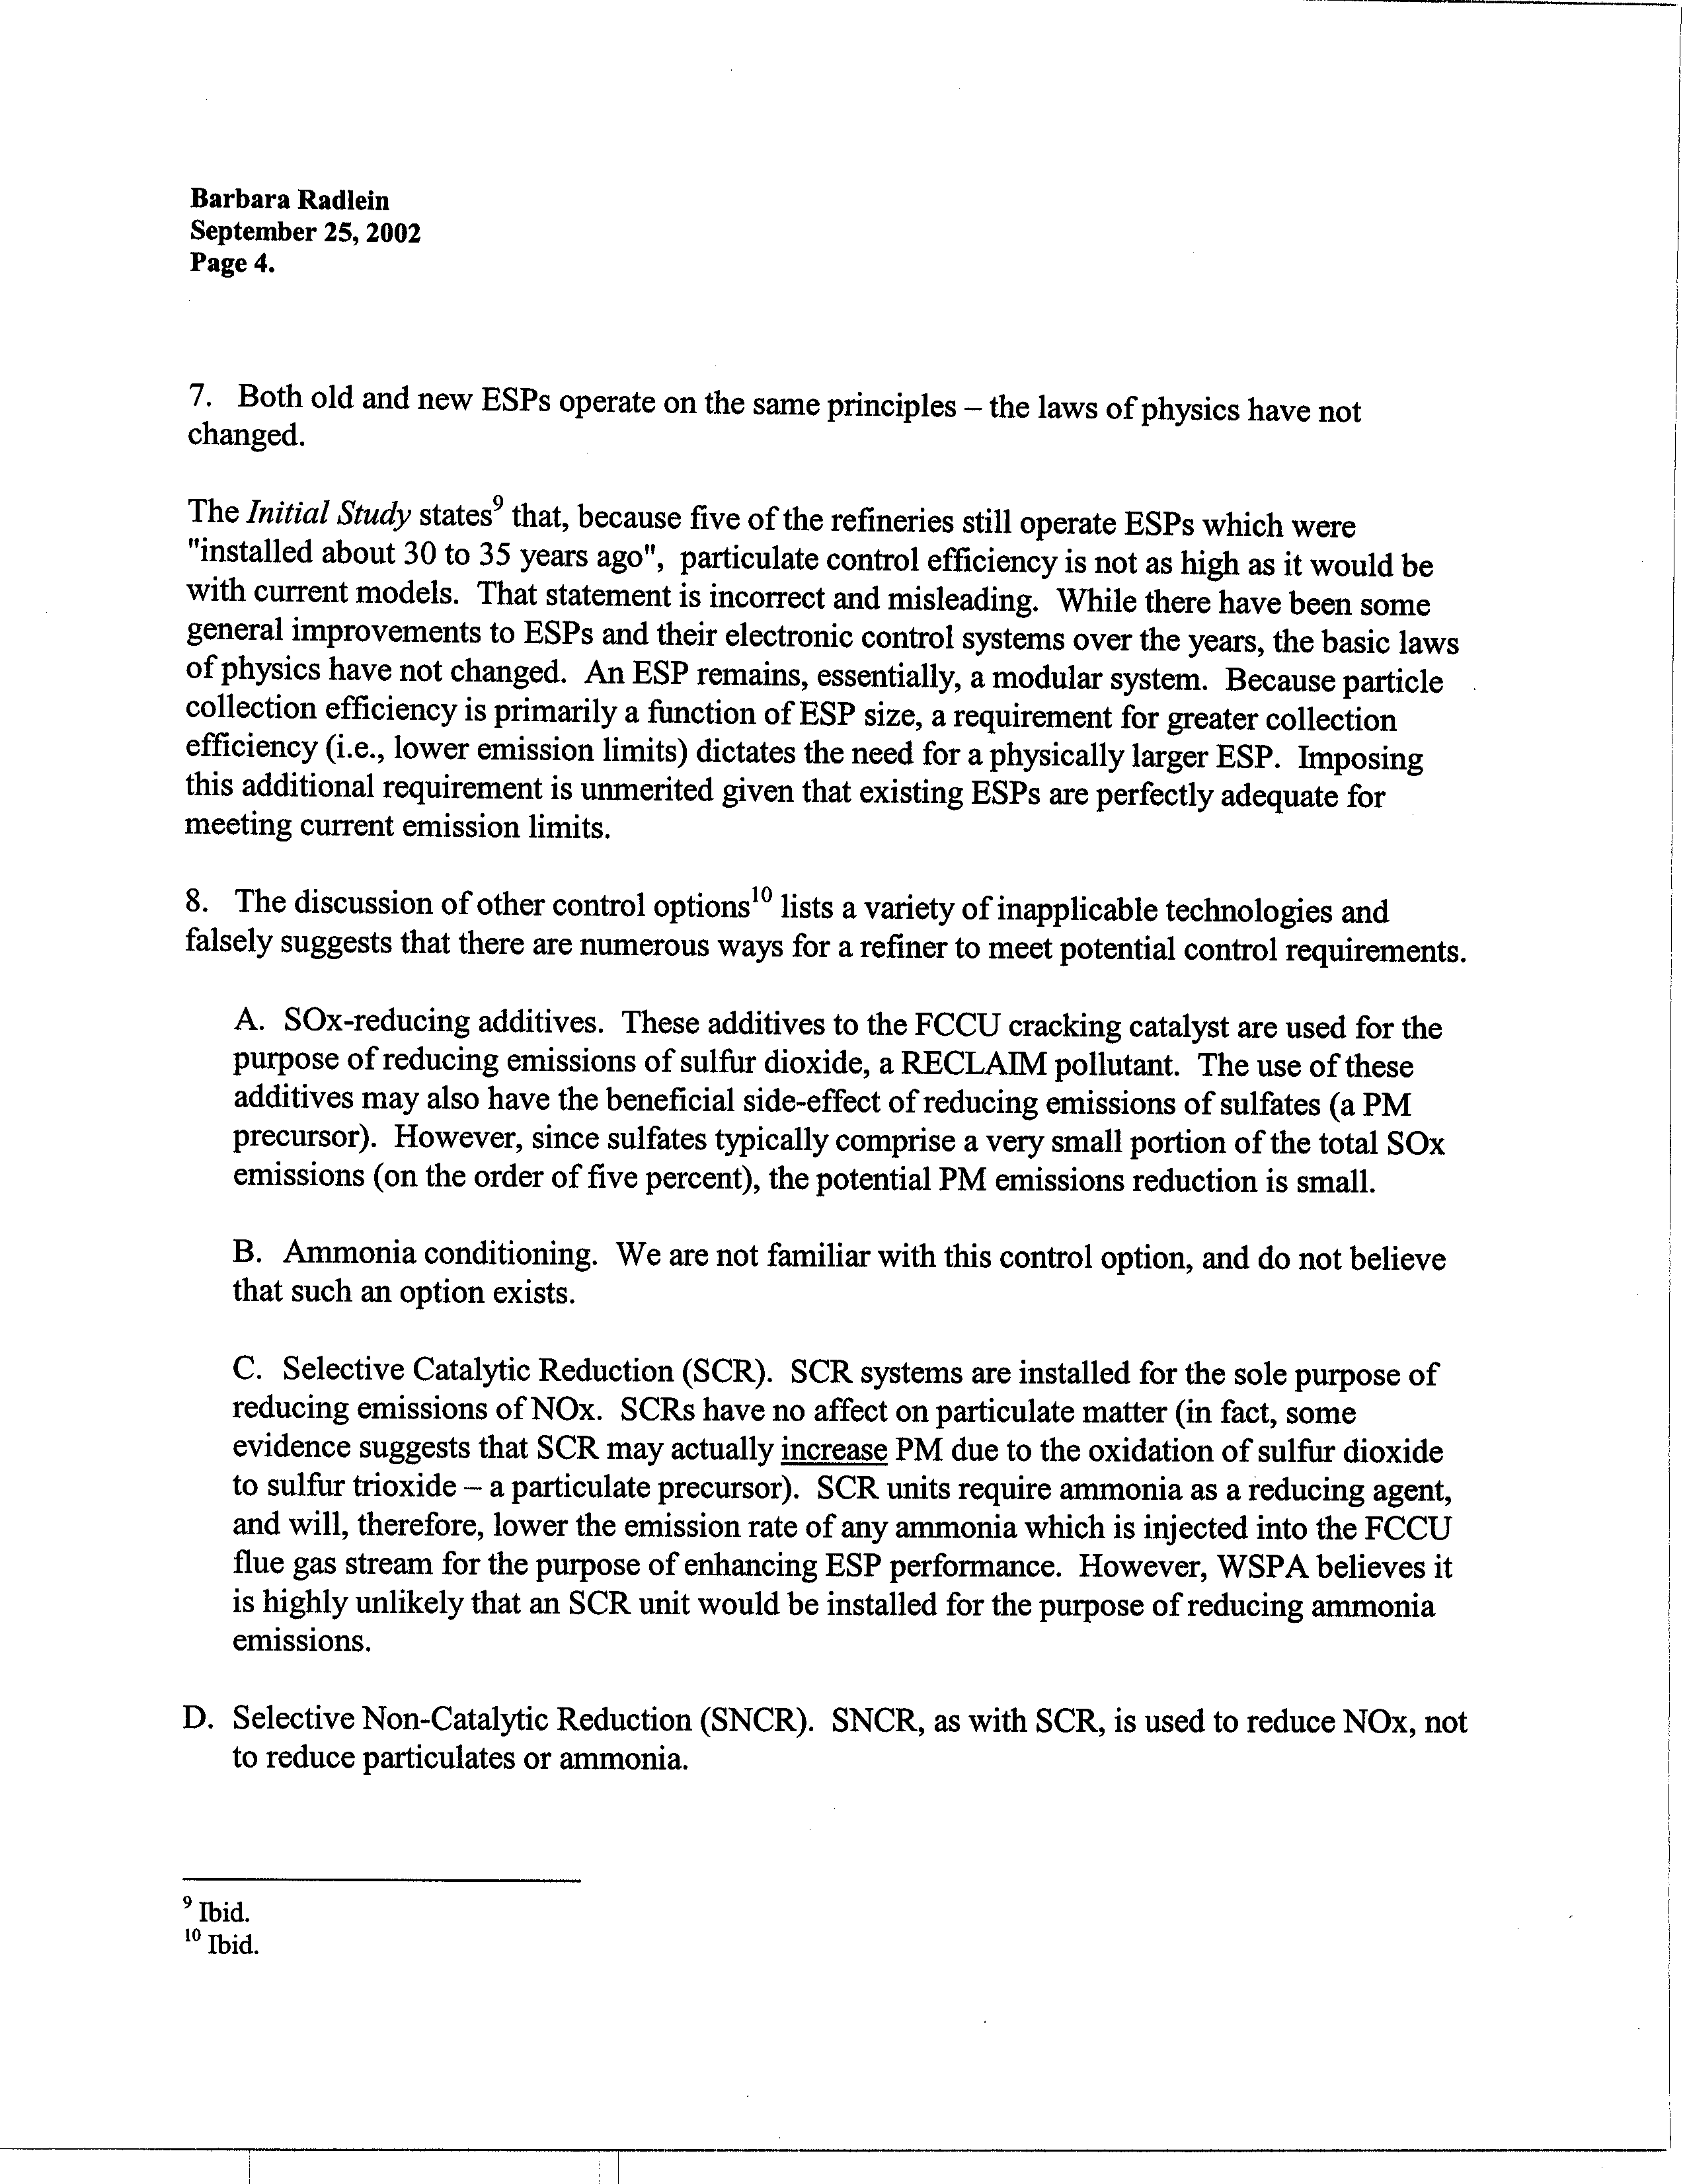 Barbara Radlein
September 25, 2002
Page 4.
7. Both old and new ESPs operate on the same principles – the laws of physics have not
changed.
The Initial Study states9 that, because five of the refineries still operate ESPs which were
"installed about 30 to 35 years ago", particulate control efficiency is not as high as it would be
with current models. That statement is incorrect and misleading. While there have been some
general improvements to ESPs and their electronic control systems over the years, the basic laws
of physics have not changed. An ESP remains, essentially, a modular system. Because particle
collection efficiency is primarily a function of ESP size, a requirement for greater collection
efficiency (i.e., lower emission limits) dictates the need for a physically larger ESP. Imposing
this additional requirement is unmerited given that existing ESPs are perfectly adequate for
meeting current emission limits.
8. The discussion of other control options10 lists a variety of inapplicable technologies and
falsely suggests that there are numerous ways for a refiner to meet potential control requirements.
A. SOx-reducing additives. These additives to the FCCU cracking catalyst are used for the
purpose of reducing emissions of sulfur dioxide, a RECLAIM pollutant. The use of these
additives may also have the beneficial side-effect of reducing emissions of sulfates (a PM
precursor). However, since sulfates typically comprise a very small portion of the total SOx
emissions (on the order of five percent), the potential PM emissions reduction is small.
B. Ammonia conditioning. We are not familiar with this control option, and do not believe
that such an option exists.
C. Selective Catalytic Reduction (SCR). SCR systems are installed for the sole purpose of
reducing emissions of NOx. SCRs have no affect on particulate matter (in fact, some
evidence suggests that SCR may actually increase PM due to the oxidation of sulfur dioxide
to sulfur trioxide – a particulate precursor). SCR units require ammonia as a reducing agent,
and will, therefore, lower the emission rate of any ammonia which is injected into the FCCU
flue gas stream for the purpose of enhancing ESP performance. However, WSPA believes it
is highly unlikely that an SCR unit would be installed for the purpose of reducing ammonia
emissions.
D. Selective Non-Catalytic Reduction (SNCR). SNCR, as with SCR, is used to reduce NOx, not
to reduce particulates or ammonia.
9 Ibid.
10 Ibid.